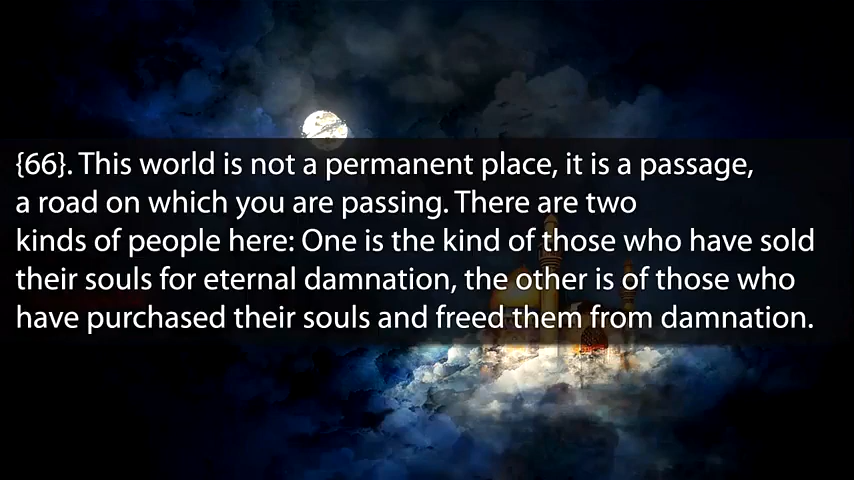 {66}. This world is not a permanent place, it is a passage,
a road on which you are passing. There are two
kinds of people here: One is the kind of those who have sold
their souls for eternal damnation, the other is of those who
have purchased their souls and freed them from damnation.